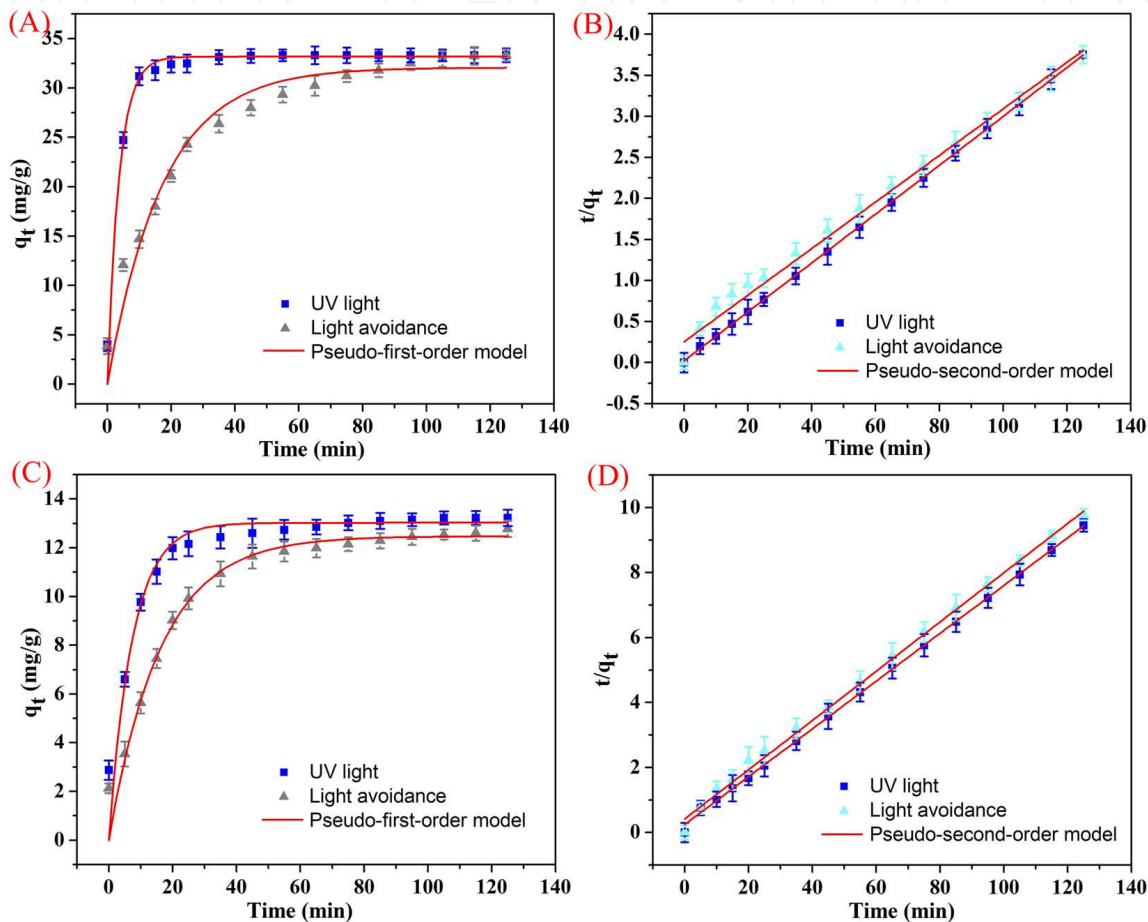 (A)
35
30
25
20
15
10
5
0
q_t (mg/g)
UV light
Light avoidance
Pseudo-first-order model
0 20 40 60 80 100 120 140
Time (min)
(B)
4.0
3.5
3.0
2.5
2.0
1.5
1.0
0.5
0.0
-0.5
t/q_t
UV light
Light avoidance
Pseudo-second-order model
0 20 40 60 80 100 120 140
Time (min)
(C)
14
12
10
8
6
4
2
0
q_t (mg/g)
UV light
Light avoidance
Pseudo-first-order model
0 20 40 60 80 100 120 140
Time (min)
(D)
10
8
6
4
2
0
t/q_t
UV light
Light avoidance
Pseudo-second-order model
0 20 40 60 80 100 120 140
Time (min)